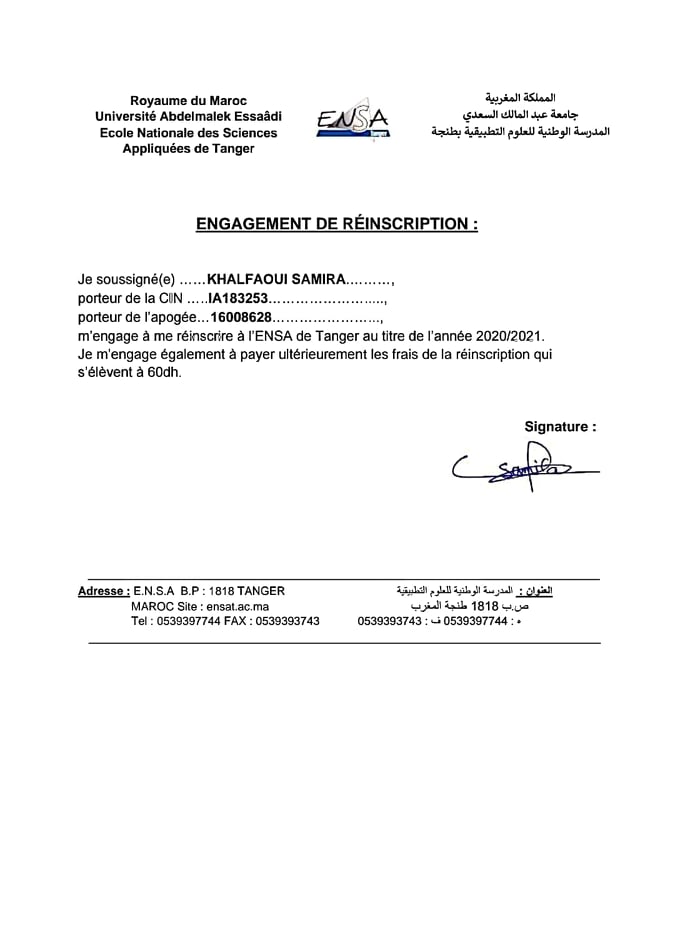 Royaume du Maroc
Université Abdelmalek Essaâdi
Ecole Nationale des Sciences
Appliquées de Tanger
ENSA
المملكة المغربية
جامعة عبد المالك السعدي
المدرسة الوطنية للعلوم التطبيقية بطنجة
ENGAGEMENT DE RÉINSCRIPTION :
Je soussigné(e) ……KHALFAOUI SAMIRA………,
porteur de la CIN …..IA183253………………….....,
porteur de l'apogée…16008628…………………...,
m'engage à me réinscrire à l'ENSA de Tanger au titre de l'année 2020/2021.
Je m'engage également à payer ultérieurement les frais de la réinscription qui
s'élèvent à 60dh.
Signature :
Samira
Adresse : E.N.S.A B.P : 1818 TANGER
MAROC Site : ensat.ac.ma
Tel : 0539397744 FAX : 0539393743
العنوان : المدرسة الوطنية للعلوم التطبيقية
ص.ب 1818 طنجة المغرب
ه : 0539397744 ف : 0539393743